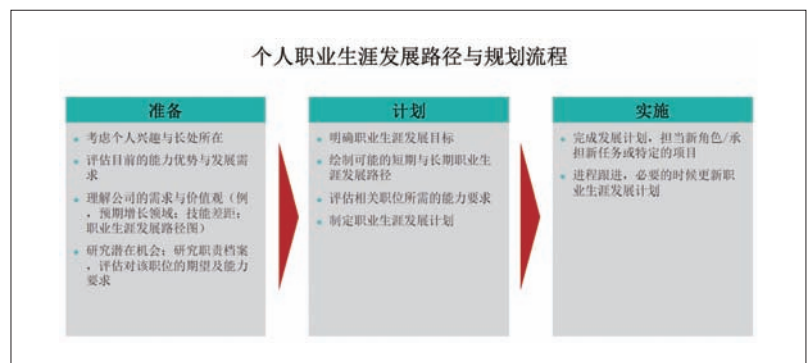 个人职业生涯发展路径与规划流程
准备
考虑个人兴趣与长处所在
评估目前的能力优势与发展需
求
理解公司的需求与价值观（例
，预期增长领域；技能差距；
职业生涯发展路径图）
研究潜在机会；研究职责档案
，评估对该职位的期望及能力
要求
计划
明确职业生涯发展目标
绘制可能的短期与长期职业生
涯发展路径
评估相关职位所需的能力要求
制定职业生涯发展计划
实施
完成发展计划，担当新角色/承
担新任务或特定的项目
进程跟进，必要的时候更新职
业生涯发展计划